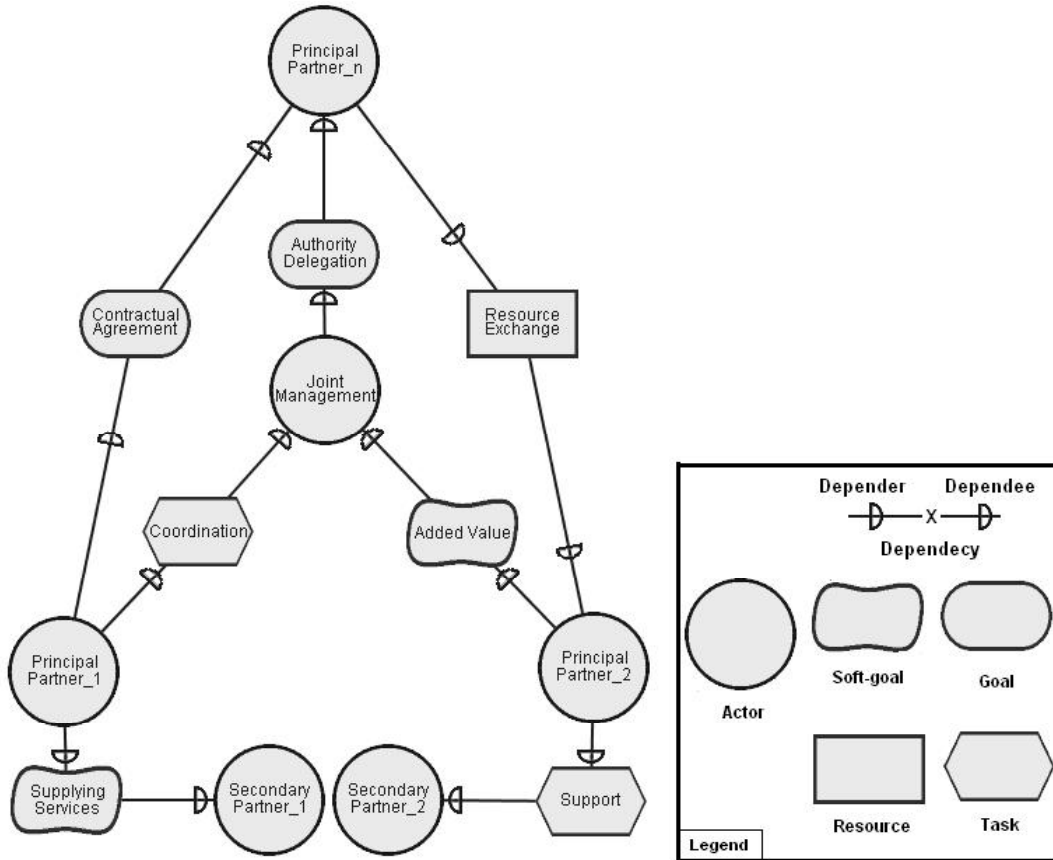 Principal
Partner_n
Authority
Delegation
Contractual
Agreement
Resource
Exchange
Joint
Management
Coordination
Added Value
Principal
Partner_1
Principal
Partner_2
Supplying
Services
Secondary
Partner_1
Secondary
Partner_2
Support
Depender
Dependee
X
Dependecy
Actor
Soft-goal
Goal
Resource
Task
Legend